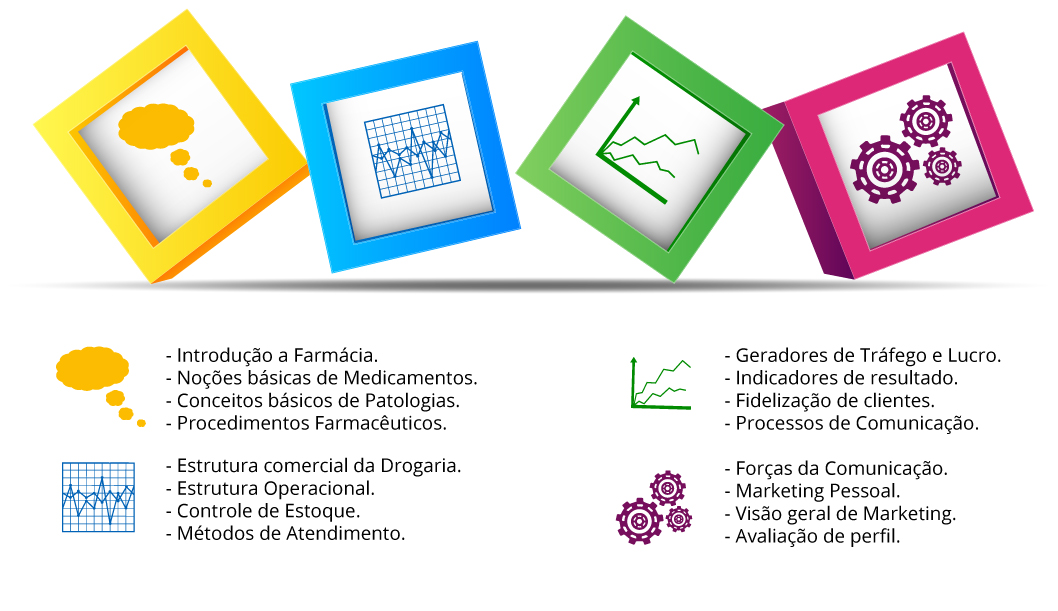 - Introdução a Farmácia.
- Noções básicas de Medicamentos.
- Conceitos básicos de Patologias.
- Procedimentos Farmacêuticos.
- Estrutura comercial da Drogaria.
- Estrutura Operacional.
- Controle de Estoque.
- Métodos de Atendimento.
- Geradores de Tráfego e Lucro.
- Indicadores de resultado.
- Fidelização de clientes.
- Processos de Comunicação.
- Forças da Comunicação.
- Marketing Pessoal.
- Visão geral de Marketing.
- Avaliação de perfil.